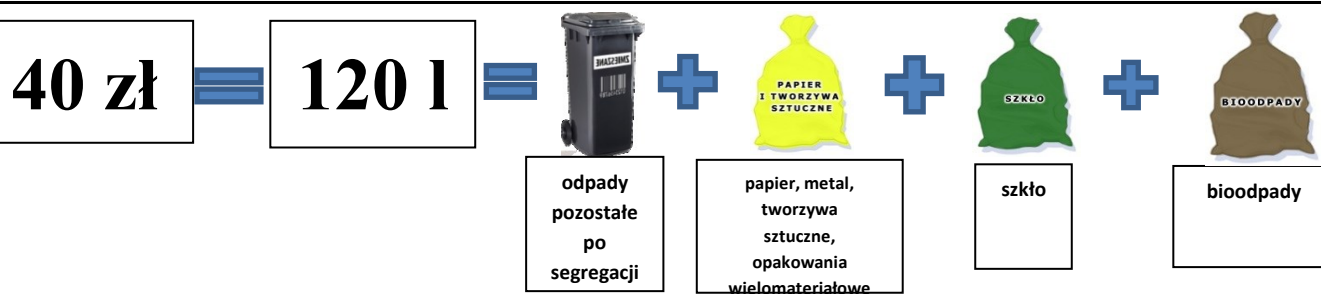 40 zł
120 l
ZMIESZANE
PAPIER
I TWORZYWA
SZTUCZNE
SZKŁO
BIOODPADY
odpady
pozostałe
po
segregacji
papier, metal,
tworzywa
sztuczne,
opakowania
wielomateriałowe
szkło
bioodpady